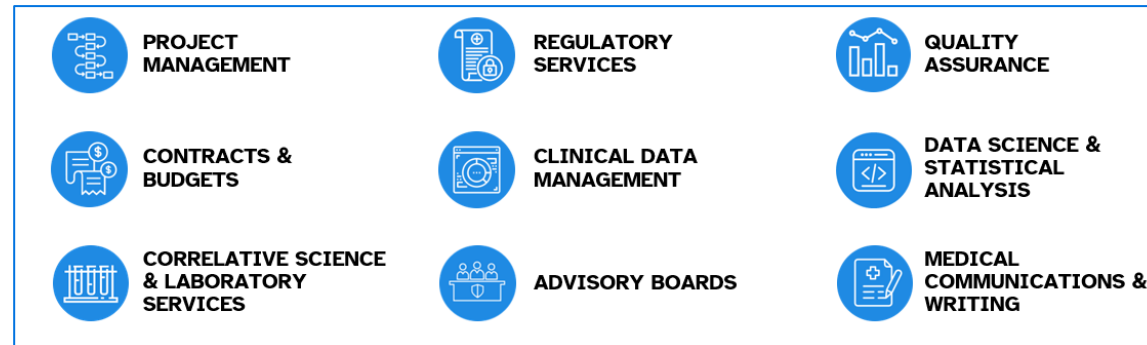 PROJECT
MANAGEMENT
REGULATORY
SERVICES
QUALITY
ASSURANCE
CONTRACTS &
BUDGETS
CLINICAL DATA
MANAGEMENT
DATA SCIENCE &
STATISTICAL
ANALYSIS
CORRELATIVE SCIENCE
& LABORATORY
SERVICES
ADVISORY BOARDS
MEDICAL
COMMUNICATIONS &
WRITING